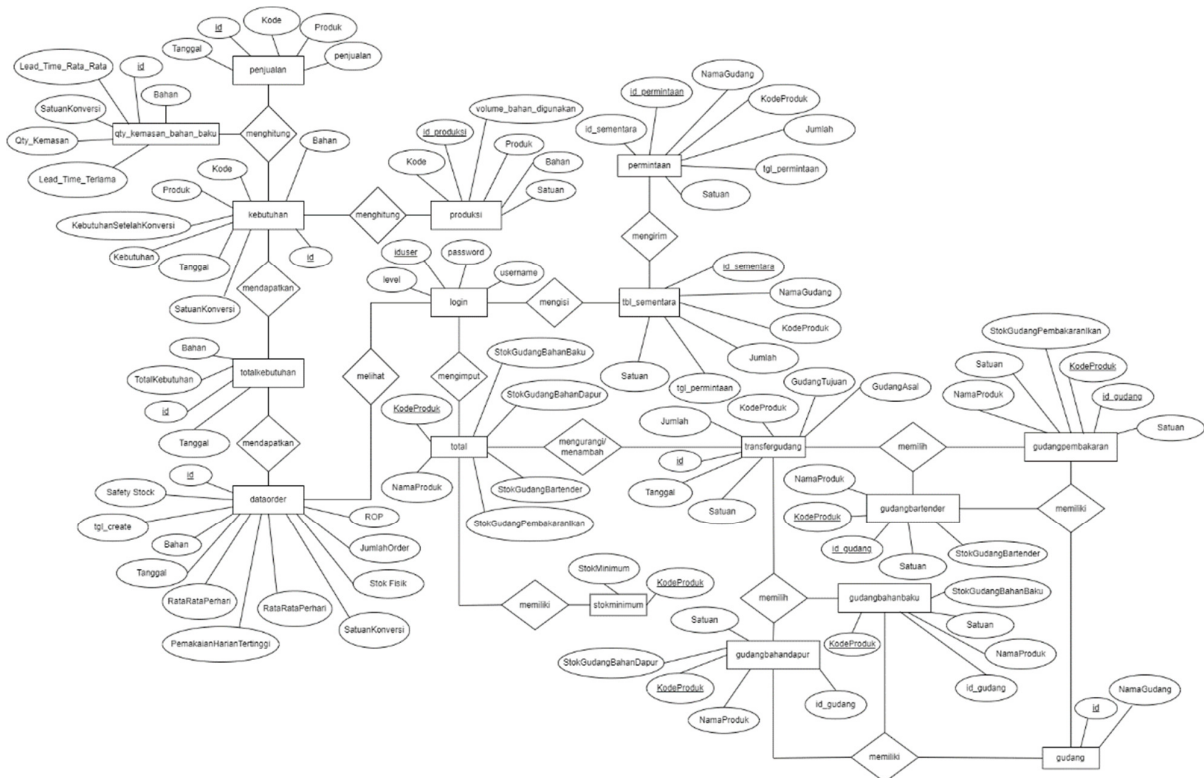 id
Kode
Produk
Tanggal
penjualan
penjualan
Lead_Time_Rata_Rata
id
Bahan
SatuanKonversi
Qty_Kemasan
qty_kemasan_bahan_baku
Lead_Time_Terlama
menghitung
Kode
Bahan
Produk
KebutuhanSetelahKonversi
kebutuhan
Kebutuhan
Tanggal
id
SatuanKonversi
menghitung
volume_bahan_digunakan
id_produksi
Produk
Kode
Bahan
Satuan
produksi
NamaGudang
id_permintaan
KodeProduk
id_sementara
Jumlah
permintaan
tgl_permintaan
Satuan
mengirim
mendapatkan
iduser
password
level
username
login
mengisi
id_sementara
tbl_sementara
NamaGudang
KodeProduk
Jumlah
Satuan
tgl_permintaan
Bahan
TotalKebutuhan
totalkebutuhan
id
Tanggal
melihat
mengimput
mendapatkan
StokGudangBahanBaku
StokGudangBahanDapur
KodeProduk
total
NamaProduk
StokGudangBartender
StokGudangPembakaranIkan
mengurangi/
menambah
GudangTujuan
GudangAsal
KodeProduk
Jumlah
transfergudang
id
Tanggal
Satuan
memilih
StokGudangPembakaranIkan
Satuan
KodeProduk
NamaProduk
id_gudang
Satuan
gudangpembakaran
NamaProduk
KodeProduk
gudangbartender
id_gudang
Satuan
StokGudangBartender
memiliki
id
Safety Stock
dataorder
ROP
tgl_create
Bahan
JumlahOrder
Tanggal
Stok Fisik
RataRataPerhari
RataRataPerhari
SatuanKonversi
PemakaianHarianTertinggi
memiliki
StokMinimum
KodeProduk
stokminimum
memilih
gudangbahanbaku
StokGudangBahanBaku
Satuan
KodeProduk
NamaProduk
id_gudang
Satuan
StokGudangBahanDapur
gudangbahandapur
KodeProduk
id_gudang
NamaProduk
memiliki
id
NamaGudang
gudang